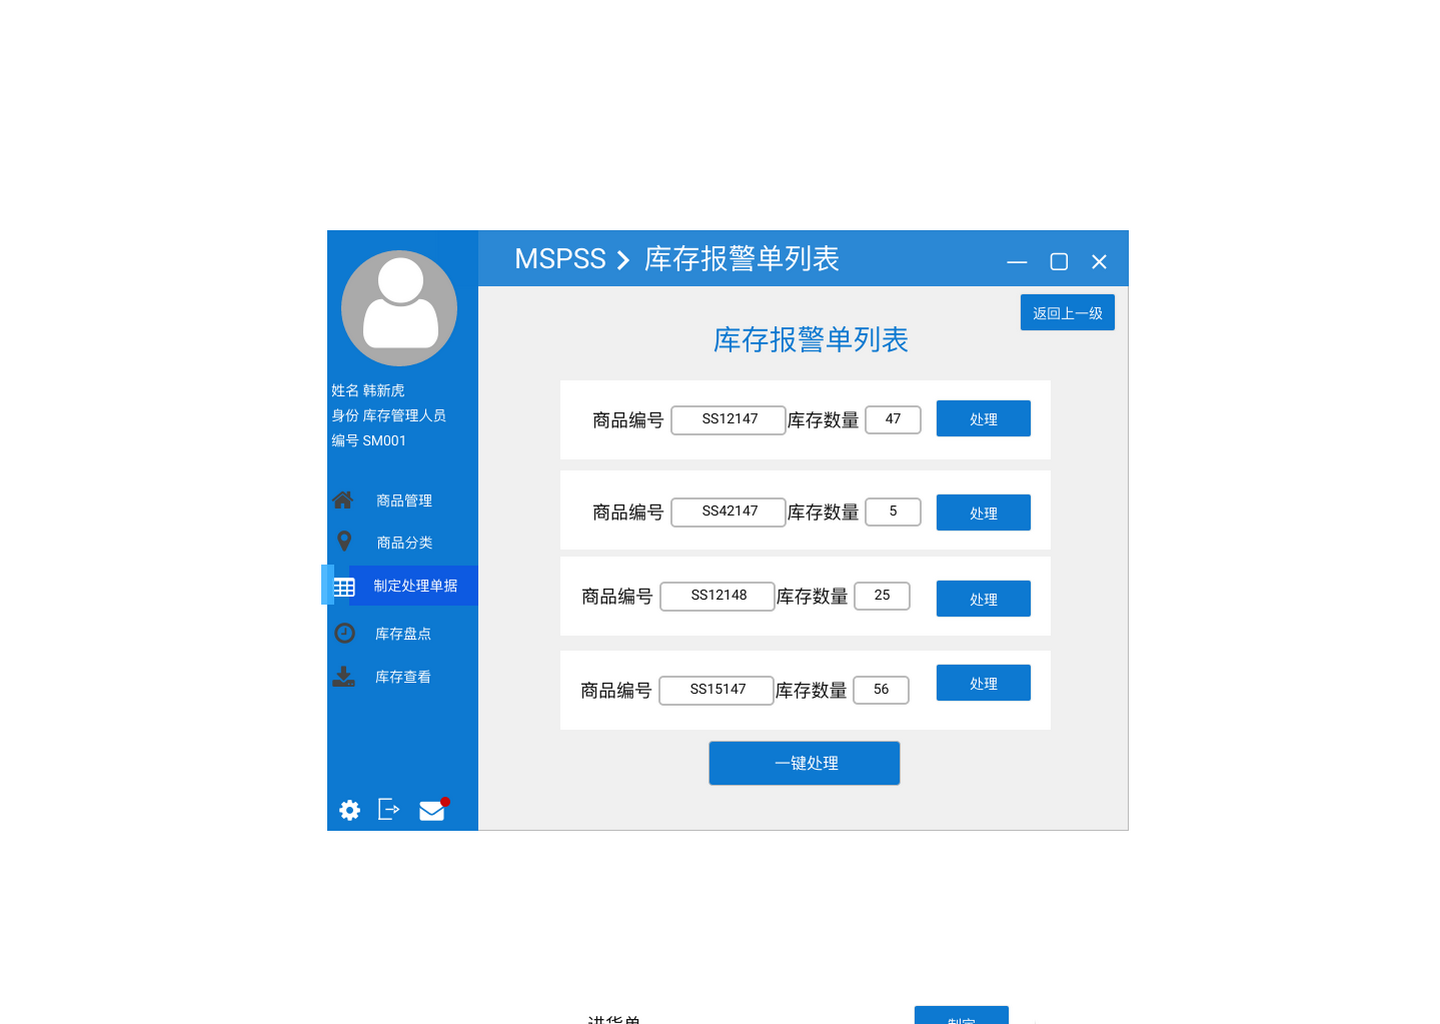 MSPSS 库存报警单列表
返回上一级
库存报警单列表
姓名 韩新虎
身份 库存管理人员
编号 SM001
商品管理
商品分类
制定处理单据
库存盘点
库存查看
商品编号 SS12147 库存数量 47 处理
商品编号 SS42147 库存数量 5 处理
商品编号 SS12148 库存数量 25 处理
商品编号 SS15147 库存数量 56 处理
一键处理
进货单 制定